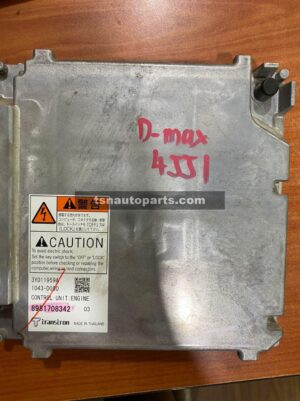 D-max
4JJ1
tsnautoparts.com
警告
CAUTION
To avoid electric shock:
Set the key switch to the "OFF" or "LOCK"
position before checking or repairing the
computer, wiring and connectors.
1043-0080
CONTROL UNIT ENGINE
8981708342 03
transtron
MADE IN THAILAND